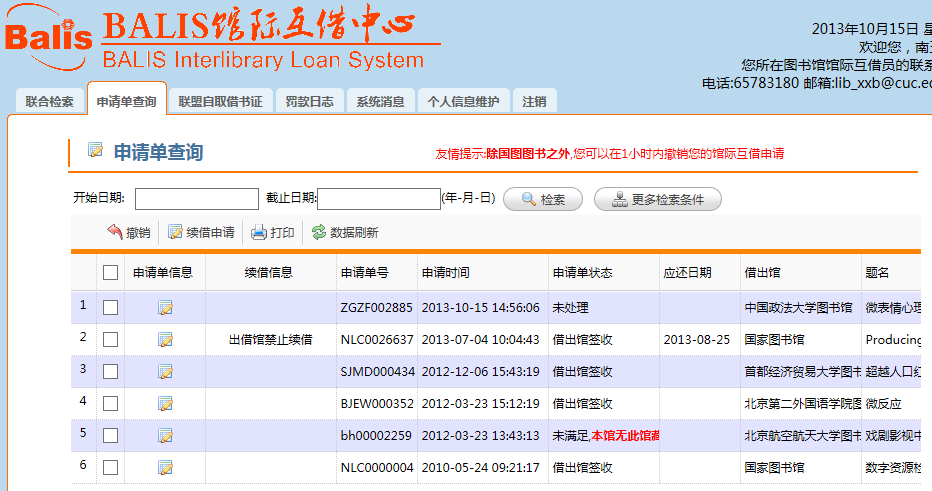 Balis BALIS馆际互借中心
BALIS Interlibrary Loan System
2013年10月15日 星
欢迎您，南
您所在图书馆馆际互借员的联系
电话:65783180 邮箱:lib_xxb@cuc.ed
联合检索 申请单查询 联盟自取借书证 罚款日志 系统消息 个人信息维护 注销
申请单查询
友情提示:除国图图书之外,您可以在1小时内撤销您的馆际互借申请
开始日期: 截止日期: (年-月-日) 检索 更多检索条件
撤销 续借申请 打印 数据刷新
申请单信息 续借信息 申请单号 申请时间 申请单状态 应还日期 借出馆 题名
1 ZGZF002885 2013-10-15 14:56:06 未处理 中国政法大学图书馆 微表情心理
2 出借馆禁止续借 NLC0026637 2013-07-04 10:04:43 借出馆签收 2013-08-25 国家图书馆 Producing
3 SJMD000434 2012-12-06 15:43:19 借出馆签收 首都经济贸易大学图书 超越人口红
4 BJEW000352 2012-03-23 15:12:19 借出馆签收 北京第二外国语学院图 微反应
5 bh00002259 2012-03-23 13:43:13 未满足,本馆无此馆藏 北京航空航天大学图书 戏剧影视中
6 NLC0000004 2010-05-24 09:21:17 借出馆签收 国家图书馆 数字资源检